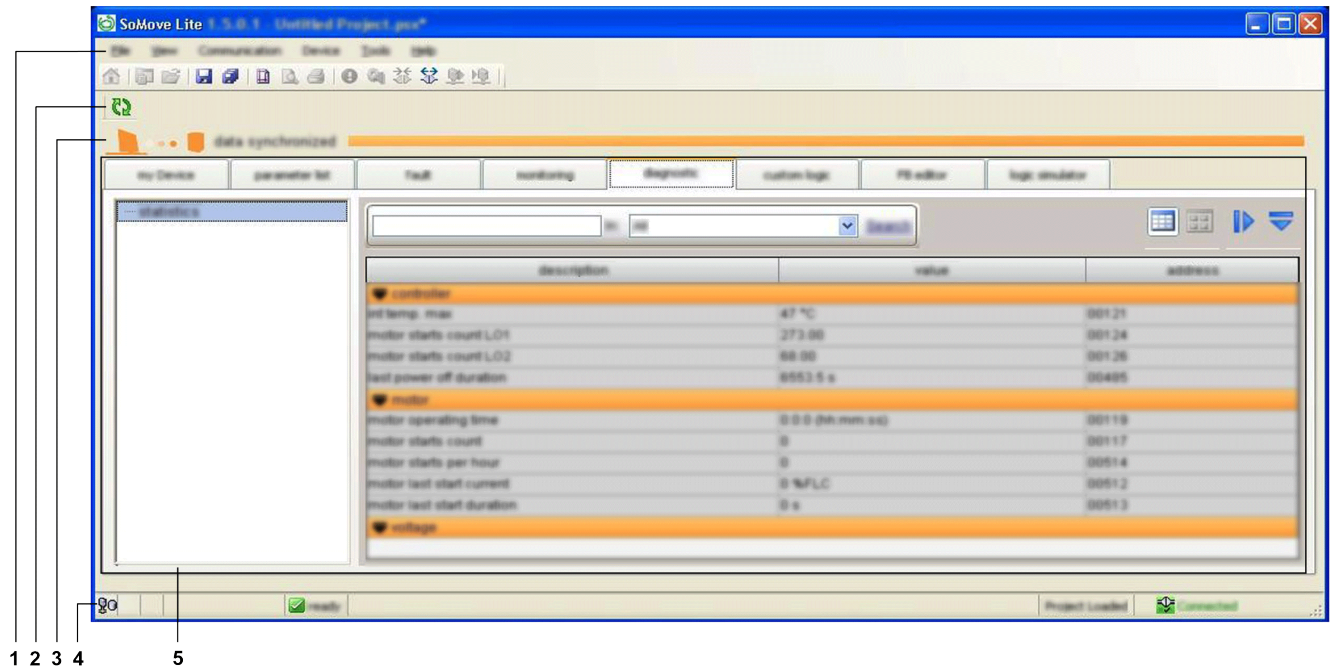 SoMove Lite 1.5.0.1 - Untitled Project.psx*
File View Communication Device Tools Help
data synchronized
my Device parameter list fault monitoring diagnostic custom logic FB editor logic simulator
statistics
In: All Search
description value address
controller
int temp. max 47 °C 00121
motor starts count LO1 273.00 00124
motor starts count LO2 68.00 00126
last power off duration 6553.5 s 00485
motor
motor operating time 0:0:0 (hh:mm:ss) 00119
motor starts count 0 00117
motor starts per hour 0 00514
motor last start current 0 %FLC 00512
motor last start duration 0 s 00513
voltage
ready Project Loaded Connected
1 2 3 4 5